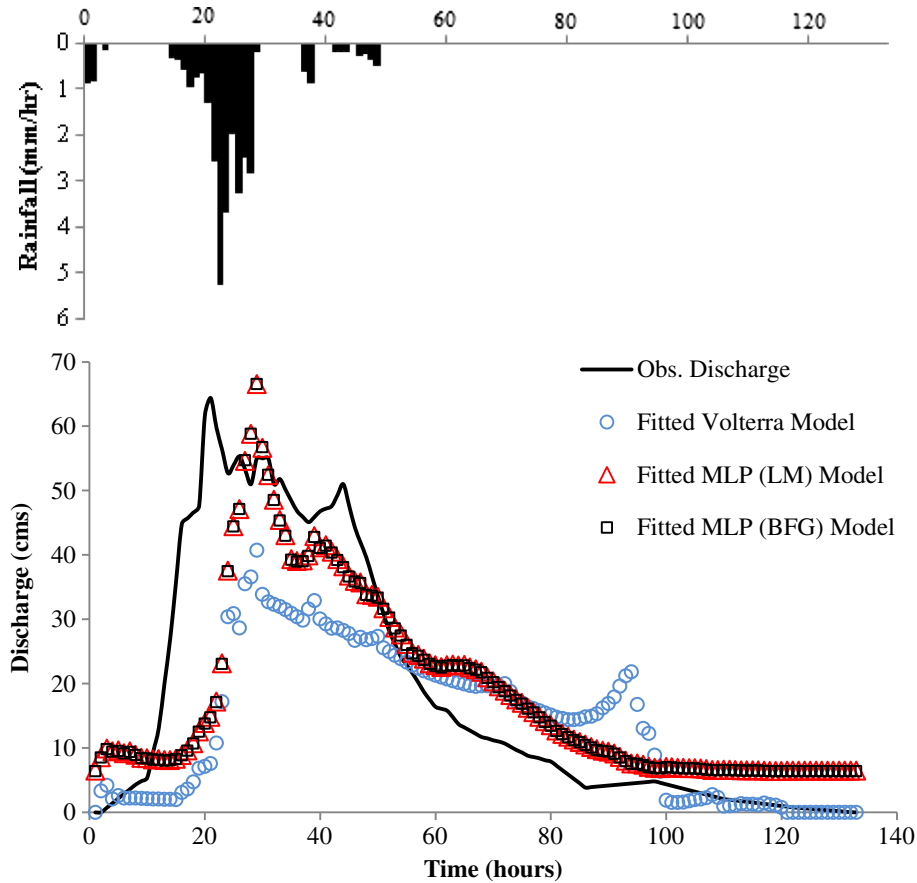 0 20 40 60 80 100 120
0
1
2
3
4
5
6
Rainfall(mm/hr)
70
60
50
40
30
20
10
0
Discharge (cms)
Obs. Discharge
Fitted Volterra Model
Fitted MLP (LM) Model
Fitted MLP (BFG) Model
0 20 40 60 80 100 120 140
Time (hours)